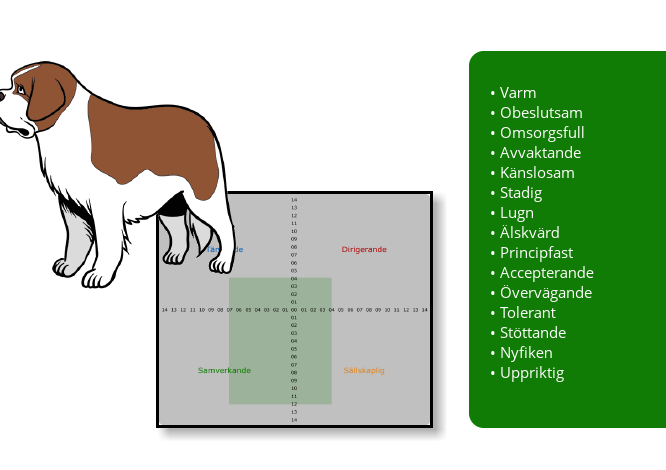 14
13
12
11
10
09
08
07
06
05
04
03
02
01
Dirigerande
14 13 12 11 10 09 08 07 06 05 04 03 02 01 00 01 02 03 04 05 06 07 08 09 10 11 12 13 14
01
02
03
04
05
06
07
08
09
10
11
12
13
14
Samverkande
Sällskaplig
• Varm
• Obeslutsam
• Omsorgsfull
• Avvaktande
• Känslosam
• Stadig
• Lugn
• Älskvärd
• Principfast
• Accepterande
• Övervägande
• Tolerant
• Stöttande
• Nyfiken
• Uppriktig